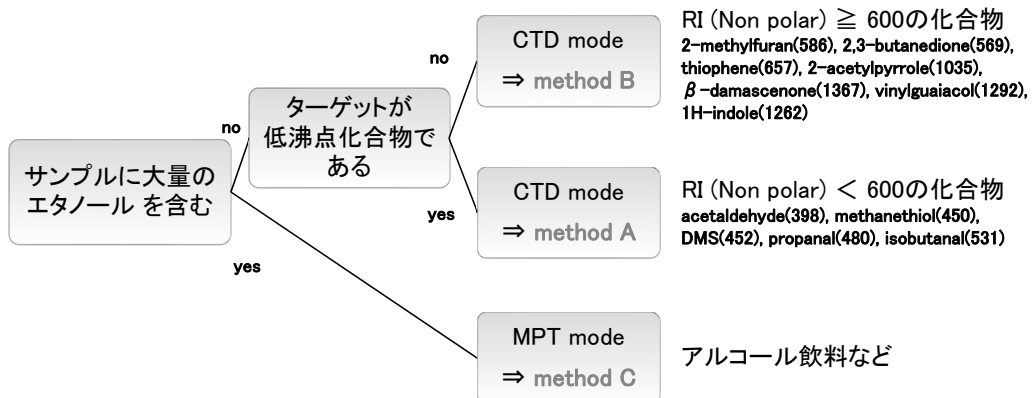 サンプルに大量の
エタノール を含む
no
yes
ターゲットが
低沸点化合物で
ある
no
yes
CTD mode
⇒ method B
RI (Non polar) ≧ 600の化合物
2-methylfuran(586), 2,3-butanedione(569),
thiophene(657), 2-acetylpyrrole(1035),
β-damascenone(1367), vinylguaiacol(1292),
1H-indole(1262)
CTD mode
⇒ method A
RI (Non polar) < 600の化合物
acetaldehyde(398), methanethiol(450),
DMS(452), propanal(480), isobutanal(531)
MPT mode
⇒ method C
アルコール飲料など